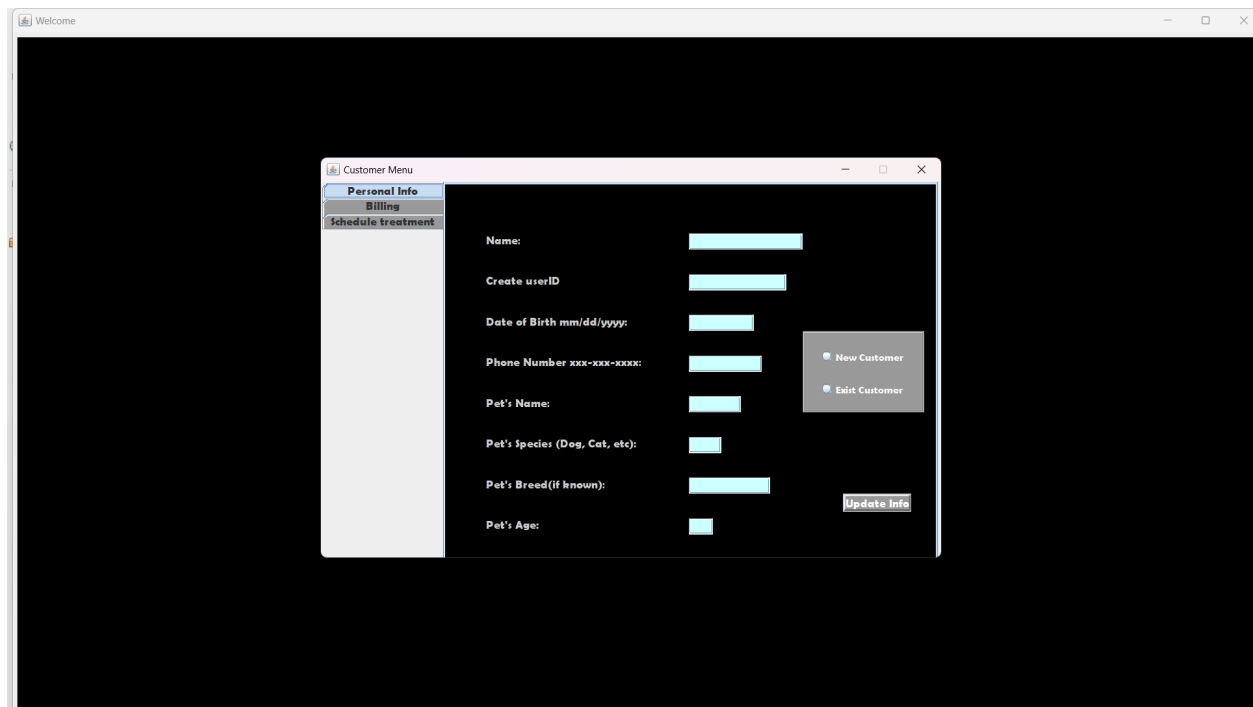 Welcome
Customer Menu
Personal Info
Billing
Schedule treatment
Name:
Create userID
Date of Birth mm/dd/yyyy:
Phone Number xxx-xxx-xxxx:
Pet's Name:
Pet's Species (Dog, Cat, etc):
Pet's Breed(if known):
Pet's Age:
New Customer
Exist Customer
Update Info